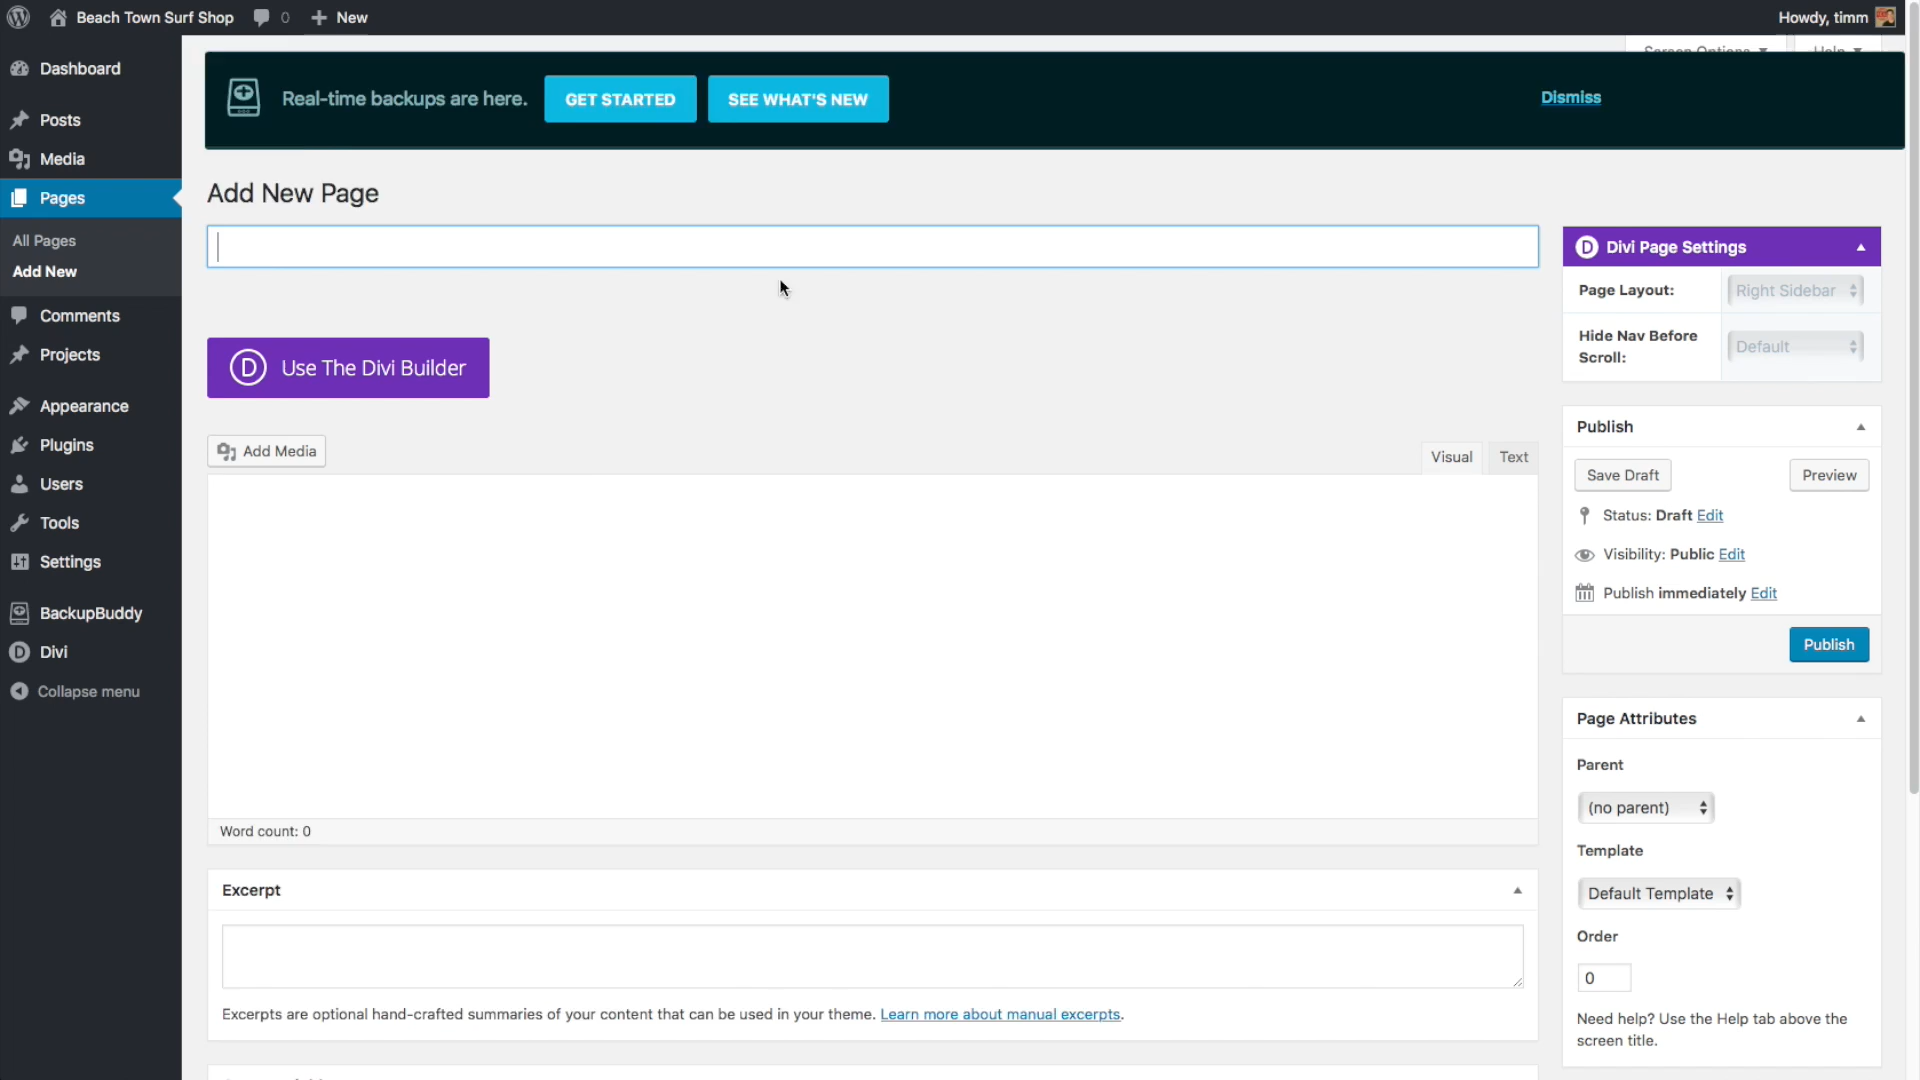 Beach Town Surf Shop 0 New Howdy, timm
Screen Options Help
Dashboard
Posts
Media
Pages
All Pages
Add New
Comments
Projects
Appearance
Plugins
Users
Tools
Settings
BackupBuddy
Divi
Collapse menu
Real-time backups are here. GET STARTED SEE WHAT'S NEW Dismiss
Add New Page
D Use The Divi Builder
Add Media
Visual Text
Word count: 0
Excerpt
Excerpts are optional hand-crafted summaries of your content that can be used in your theme. Learn more about manual excerpts.
D Divi Page Settings
Page Layout: Right Sidebar
Hide Nav Before
Scroll:
Default
Publish
Save Draft Preview
Status: Draft Edit
Visibility: Public Edit
Publish immediately Edit
Publish
Page Attributes
Parent
(no parent)
Template
Default Template
Order
0
Need help? Use the Help tab above the
screen title.